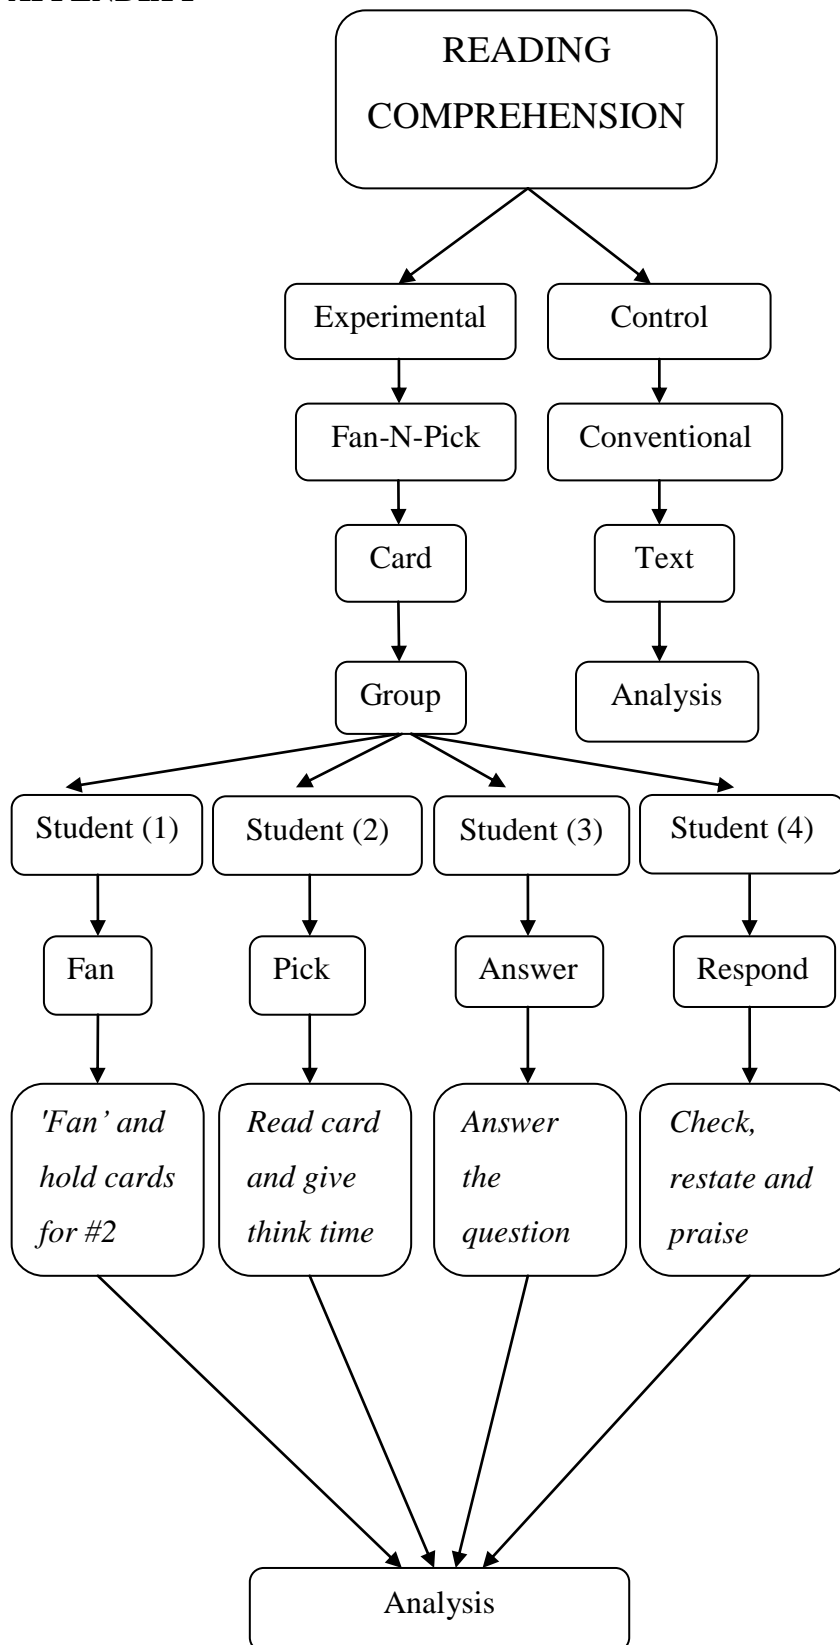 READING
COMPREHENSION
Experimental
Control
Fan-N-Pick
Conventional
Card
Text
Group
Analysis
Student (1)
Student (2)
Student (3)
Student (4)
Fan
Pick
Answer
Respond
'Fan’ and
hold cards
for #2
Read card
and give
think time
Answer
the
question
Check,
restate and
praise
Analysis